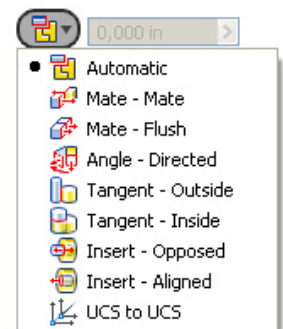 0,000 in
Automatic
Mate - Mate
Mate - Flush
Angle - Directed
Tangent - Outside
Tangent - Inside
Insert - Opposed
Insert - Aligned
UCS to UCS